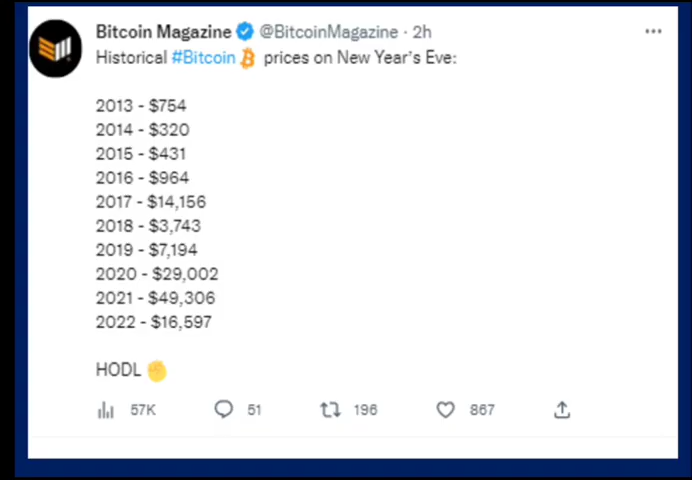 Bitcoin Magazine @BitcoinMagazine · 2h
Historical #Bitcoin prices on New Year's Eve:
2013 - $754
2014 - $320
2015 - $431
2016 - $964
2017 - $14,156
2018 - $3,743
2019 - $7,194
2020 - $29,002
2021 - $49,306
2022 - $16,597
HODL ✊
57K 51 196 867